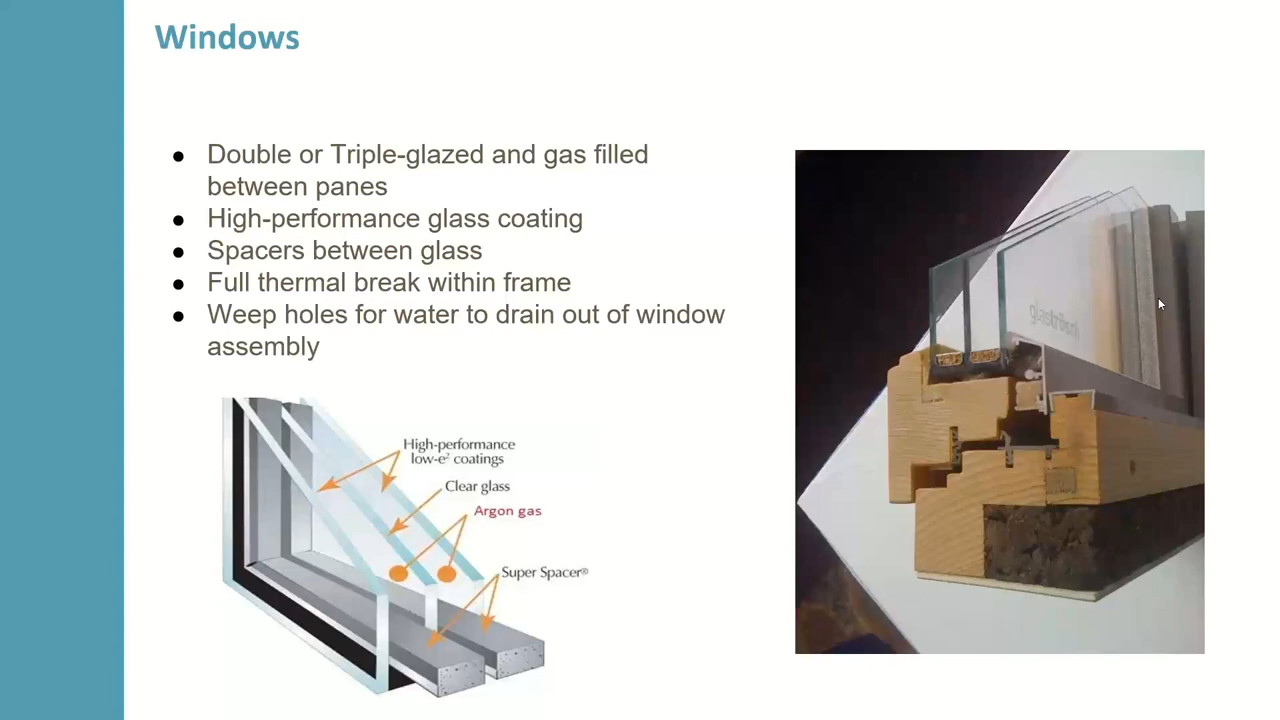 Windows
● Double or Triple-glazed and gas filled
between panes
● High-performance glass coating
● Spacers between glass
● Full thermal break within frame
● Weep holes for water to drain out of window
assembly
High-performance
low-e² coatings
Clear glass
Argon gas
Super Spacer®